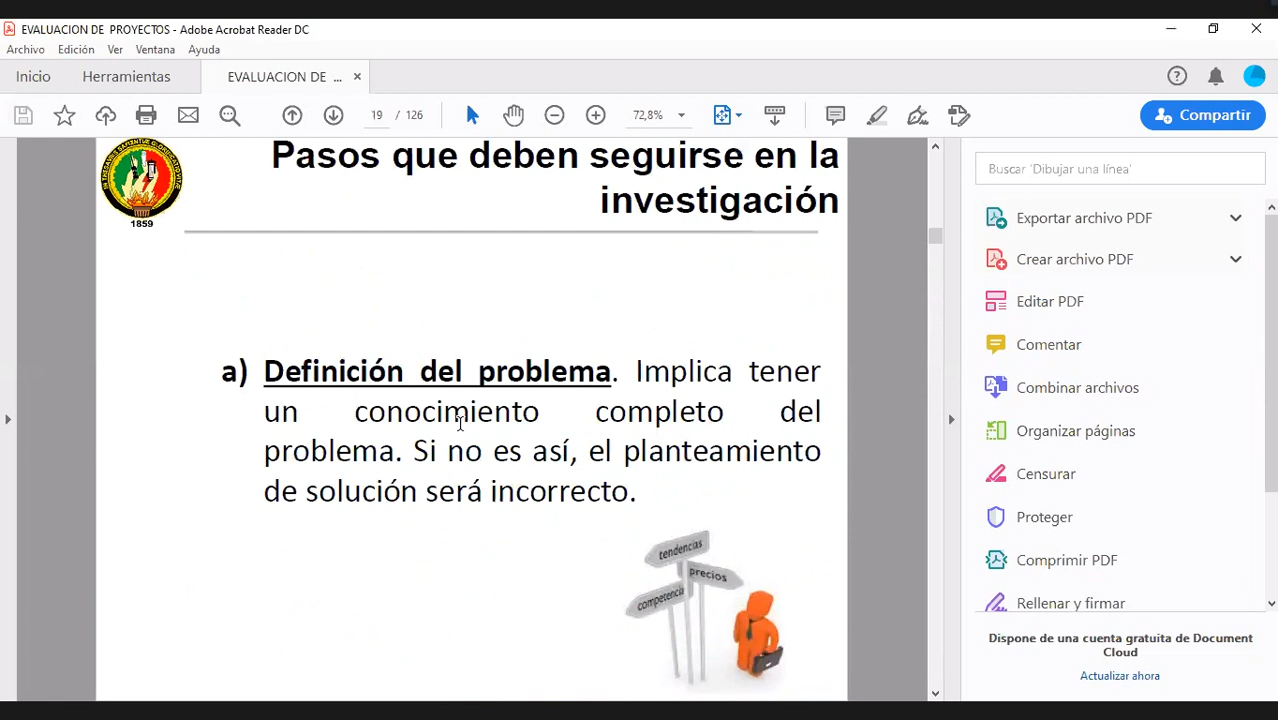 EVALUACION DE PROYECTOS - Adobe Acrobat Reader DC
Archivo Edición Ver Ventana Ayuda
Inicio Herramientas EVALUACION DE ... ×
19 / 126 72,8% Compartir
Pasos que deben seguirse en la
investigación
1859
a) Definición del problema. Implica tener
un conocimiento completo del
problema. Si no es así, el planteamiento
de solución será incorrecto.
tendencias
precios
competencia
Buscar 'Dibujar una línea'
Exportar archivo PDF
Crear archivo PDF
Editar PDF
Comentar
Combinar archivos
Organizar páginas
Censurar
Proteger
Comprimir PDF
Rellenar y firmar
Dispone de una cuenta gratuita de Document
Cloud
Actualizar ahora